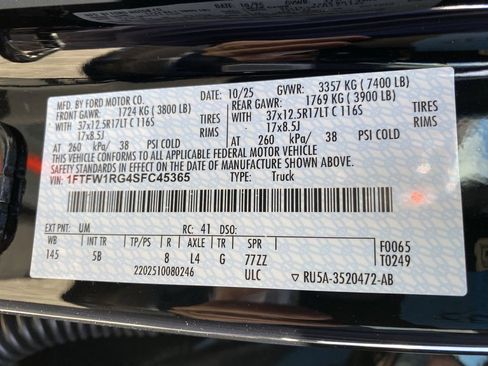 MFD. BY FORD MOTOR CO. 10/25 GVWR: 3357 KG (7400 LB)
FRONT GAWR: 1724 KG (3800 LB) REAR GAWR: 1769 KG (3900 LB)
WITH 37x12.5R17LT C 116S TIRES WITH 37x12.5R17LT C 116S TIRES
17x8.5J RIMS 17x8.5J RIMS
AT 260 kPa/ 38 PSI COLD AT 260 kPa/ 38 PSI COLD
THIS VEHICLE CONFORMS TO ALL APPLICABLE FEDERAL MOTOR VEHICLE SAFETY
STANDARDS IN EFFECT ON THE DATE OF MANUFACTURE SHOWN ABOVE.
VIN: 1FTFW1RG4SFC45365 TYPE: Truck
EXT PNT: UM RC: 41 DSO: F0065
WB INT TR TP/PS R AXLE TR SPR T0249
145 5B 8 L4 G 77ZZ
2202510080246 ULC RU5A-3520472-AB